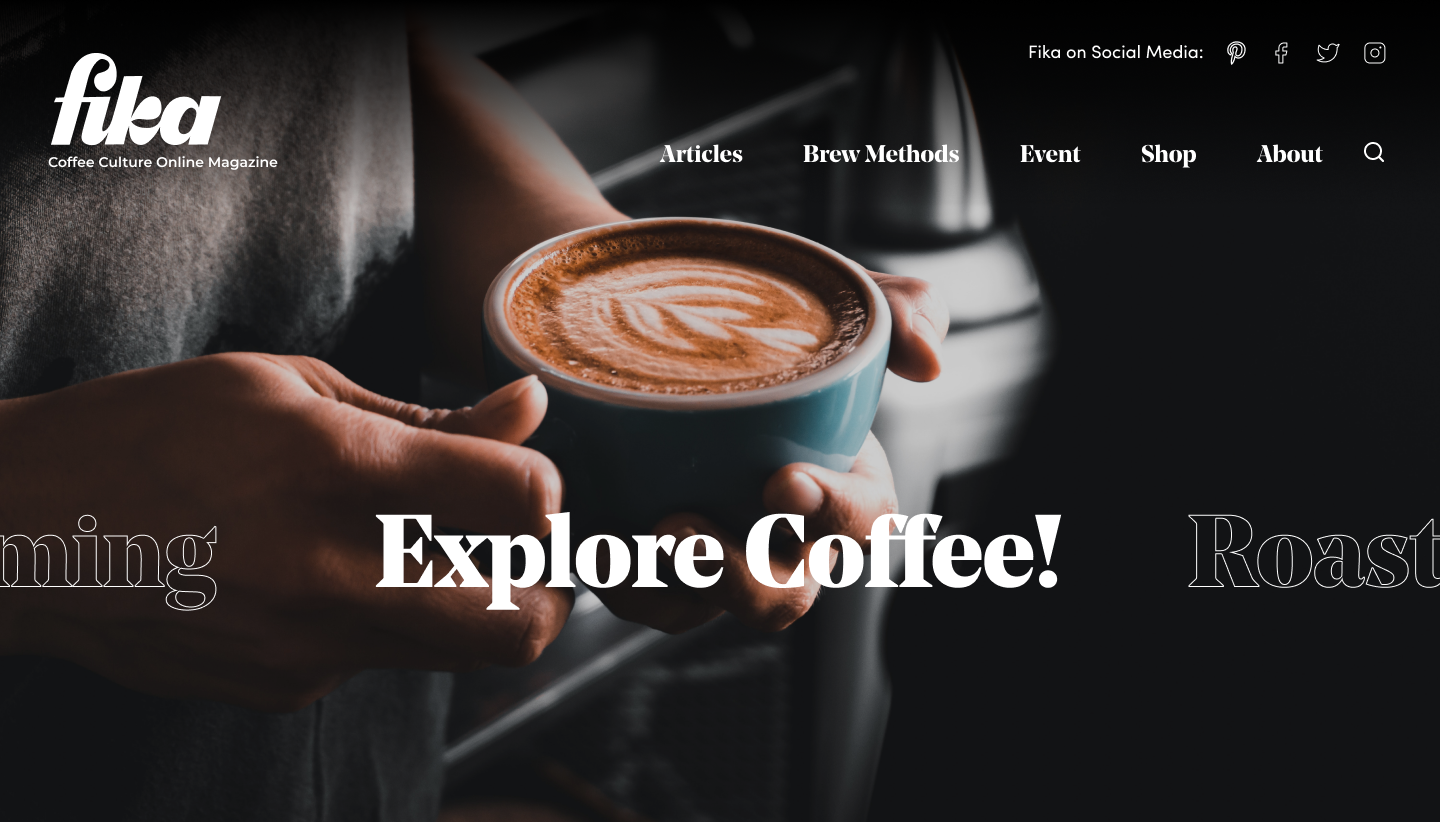 fika
Coffee Culture Online Magazine
Fika on Social Media:
Articles Brew Methods Event Shop About
ming Explore Coffee! Roast